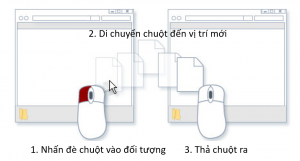 2. Di chuyển chuột đến vị trí mới
1. Nhấn đè chuột vào đối tượng
3. Thả chuột ra